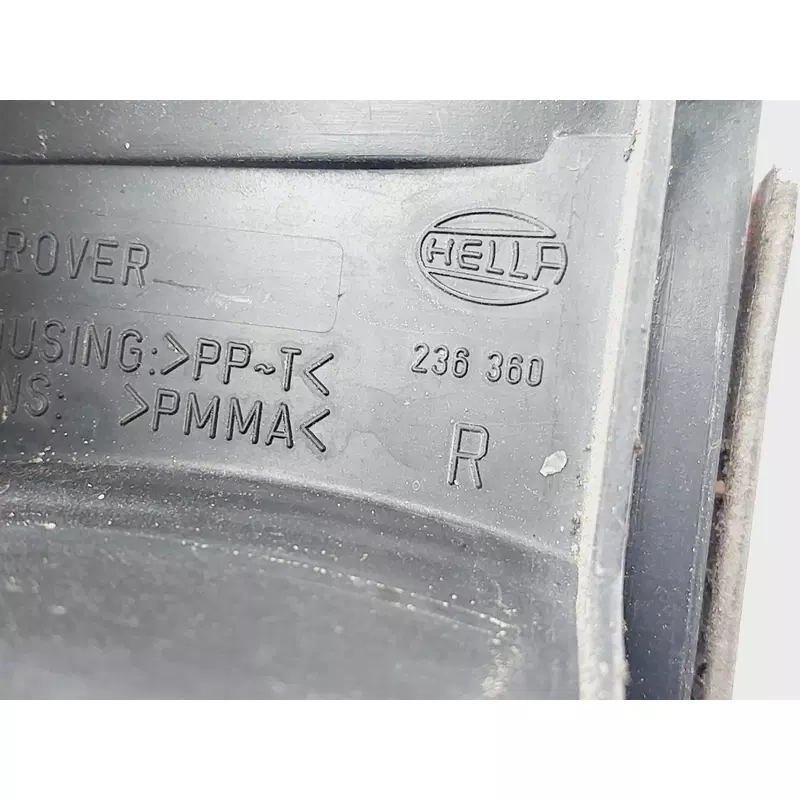 ROVER
HELLA
USING:>PP~T<
236 360
NS: >PMMA<
R